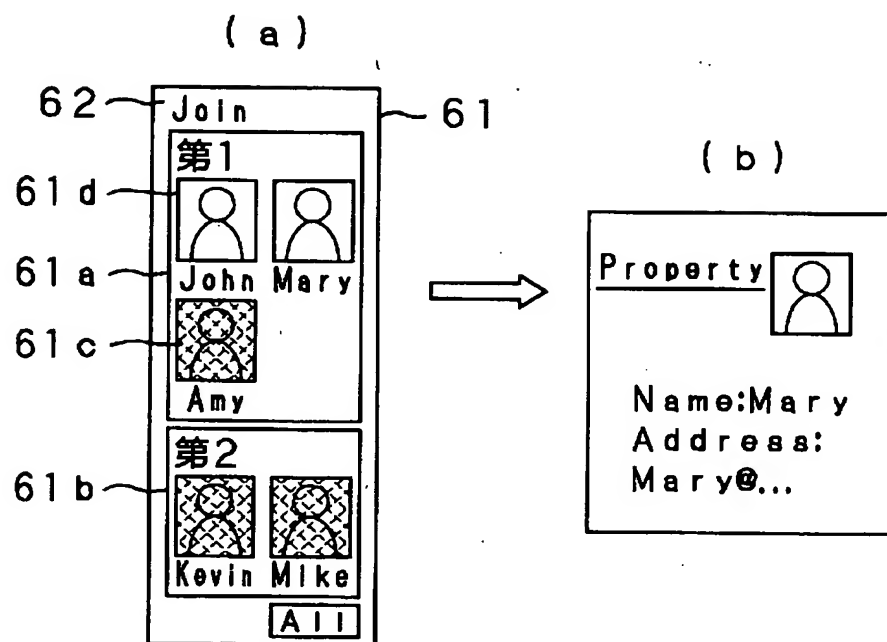 (a)
62 Join 61
第1
61d
John Mary
61a
61c
Amy
第2
61b
Kevin Mike
All
(b)
Property
Name:Mary
Address:
Mary@...